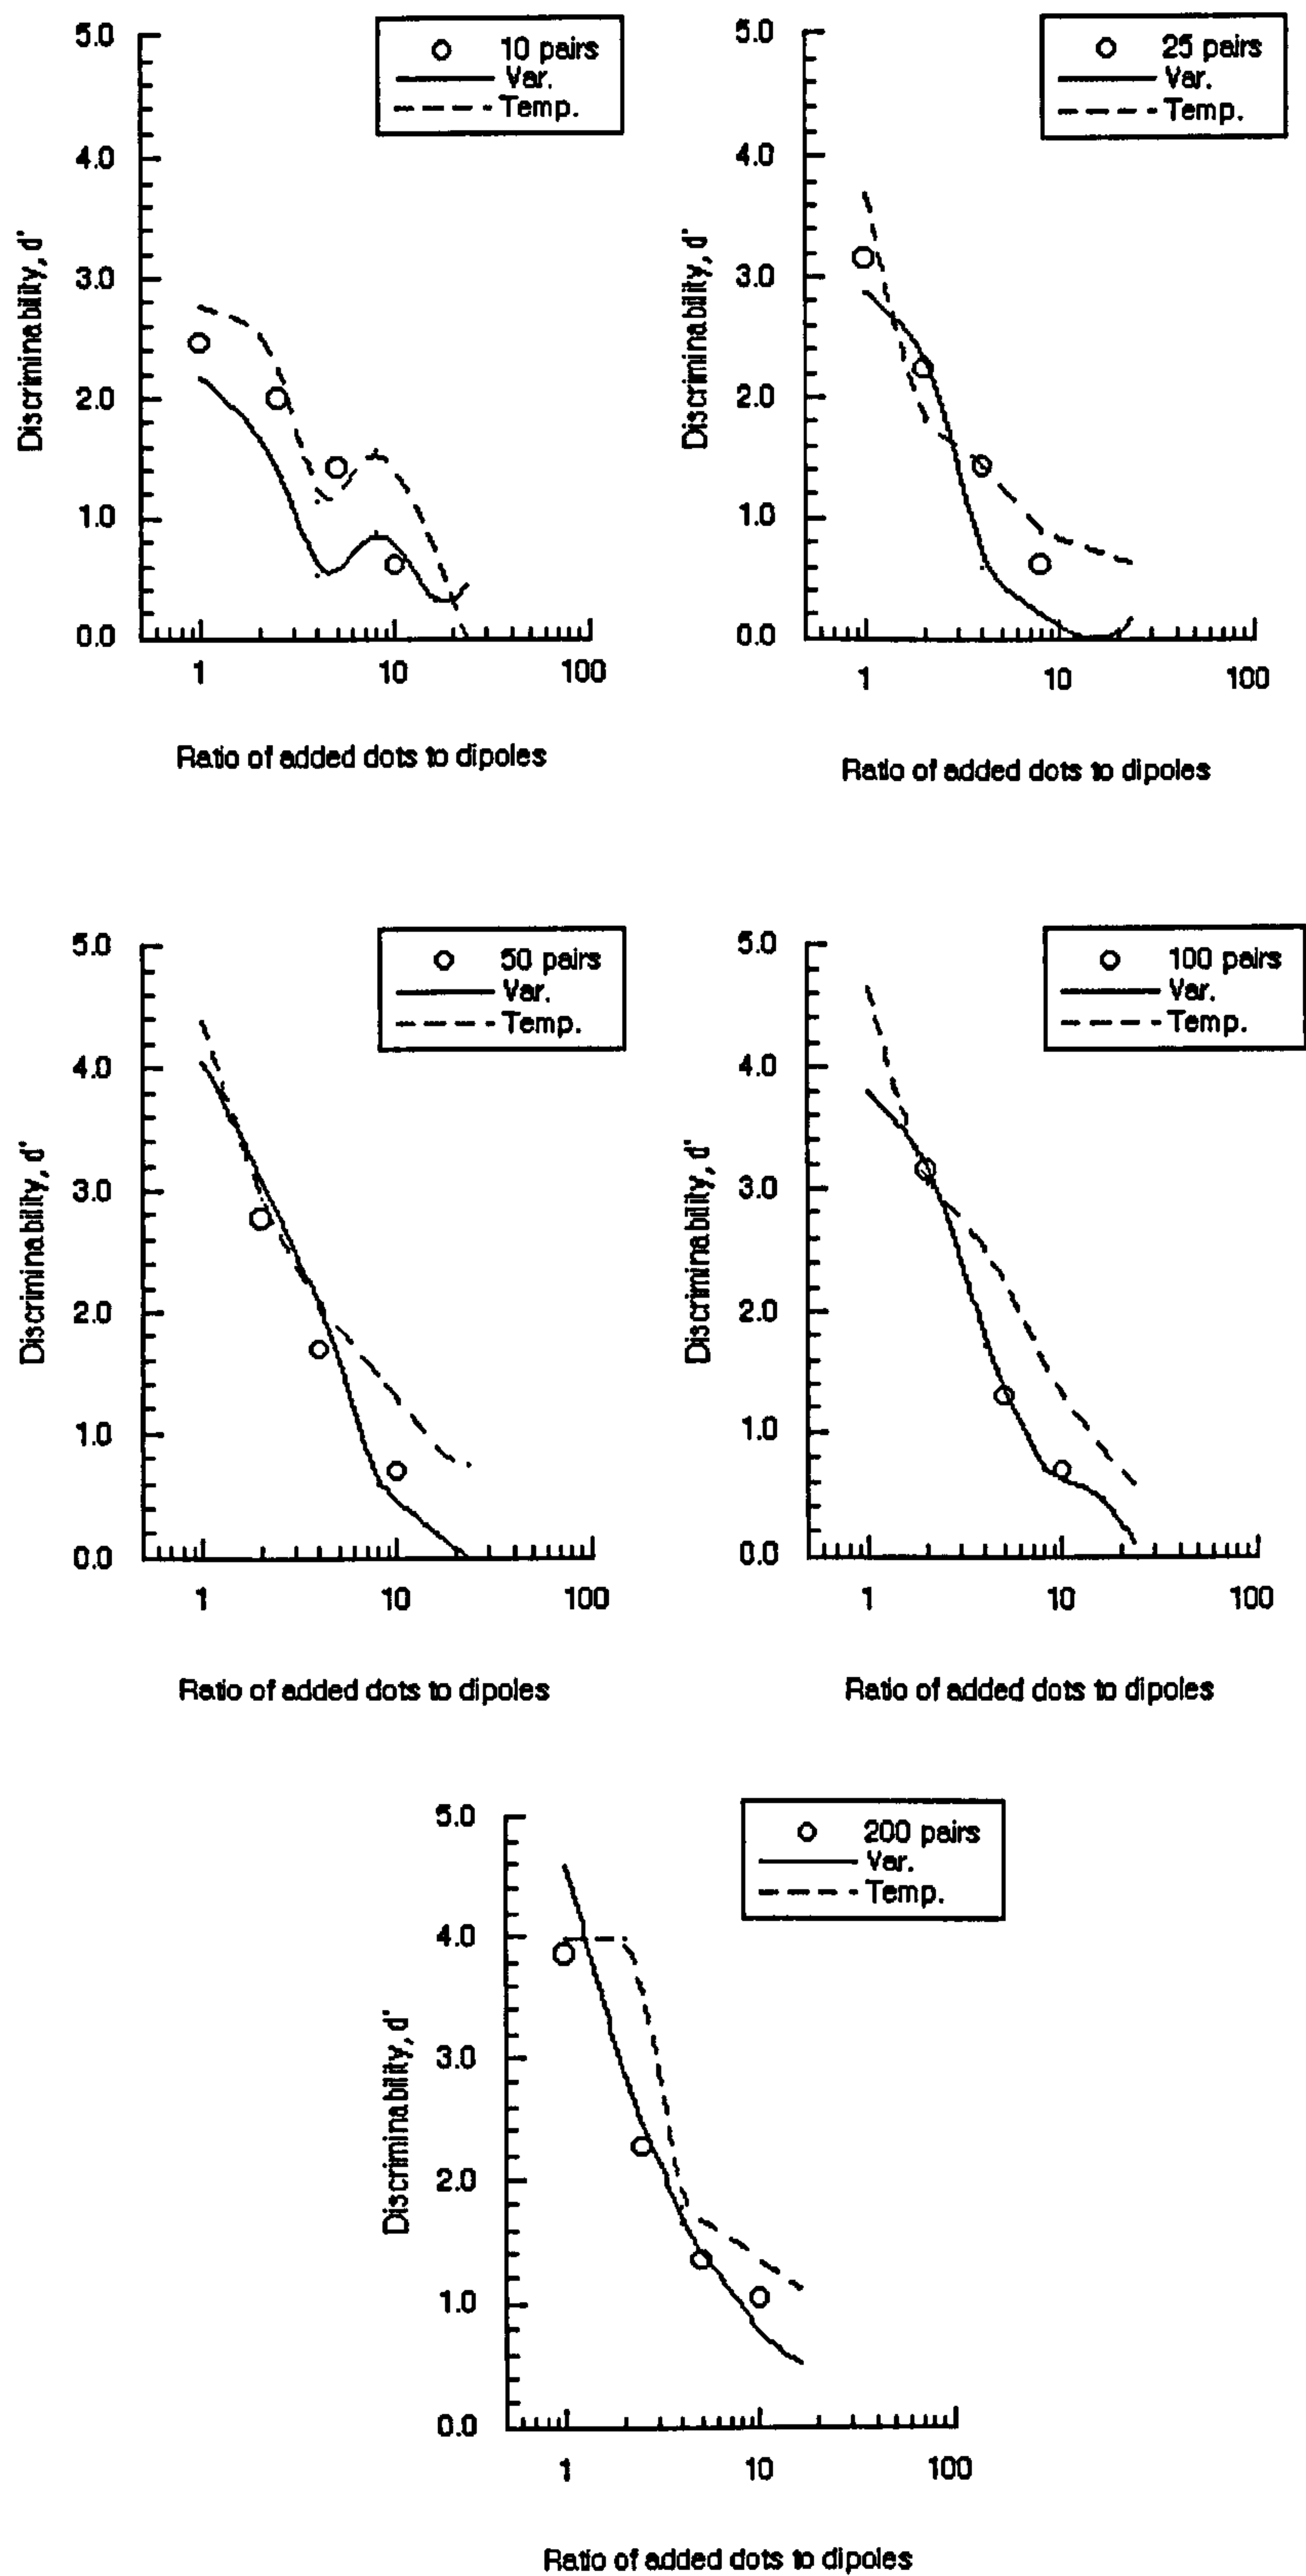 10 pairs
Var.
Temp.
5.0
4.0
3.0
2.0
1.0
0.0
Discriminability, d'
1 10 100
Ratio of added dots to dipoles
25 pairs
Var.
Temp.
5.0
4.0
3.0
2.0
1.0
0.0
Discriminability, d'
1 10 100
Ratio of added dots to dipoles
50 pairs
Var.
Temp.
5.0
4.0
3.0
2.0
1.0
0.0
Discriminability, d'
1 10 100
Ratio of added dots to dipoles
100 pairs
Var.
Temp.
5.0
4.0
3.0
2.0
1.0
0.0
Discriminability, d'
1 10 100
Ratio of added dots to dipoles
200 pairs
Var.
Temp.
5.0
4.0
3.0
2.0
1.0
0.0
Discriminability, d'
1 10 100
Ratio of added dots to dipoles